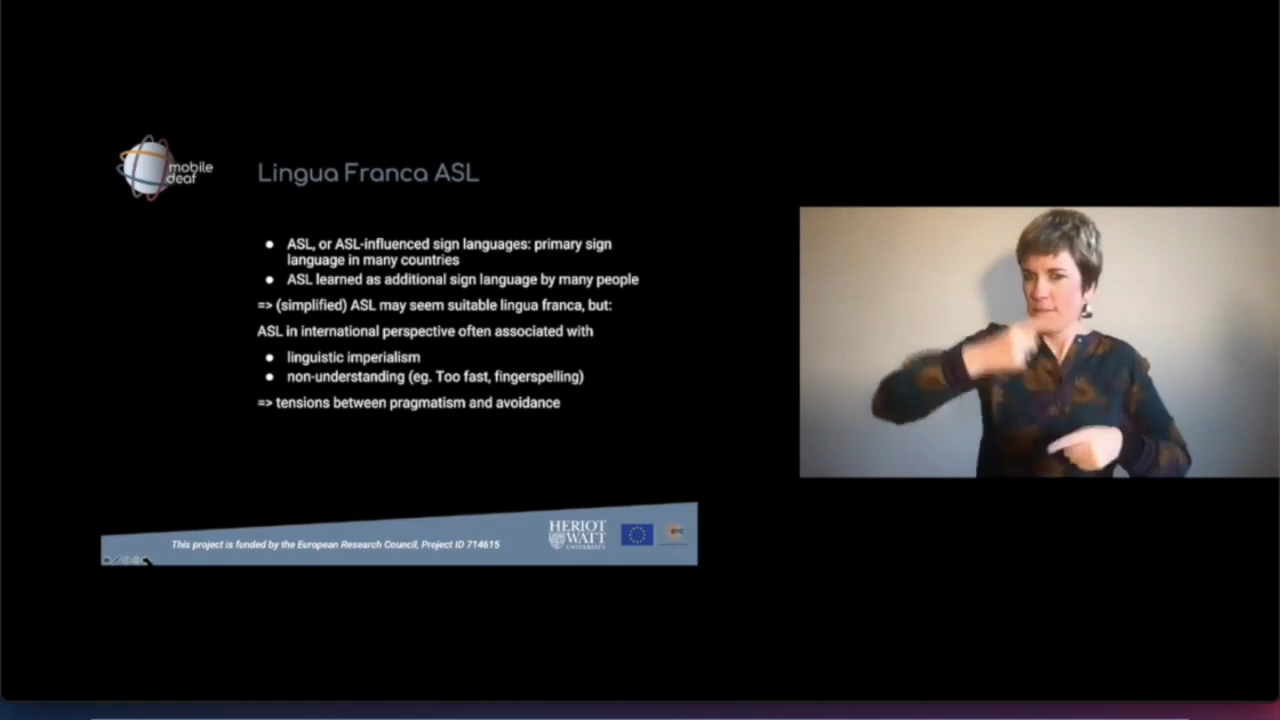 mobile
deaf
Lingua Franca ASL
● ASL, or ASL-influenced sign languages: primary sign
language in many countries
● ASL learned as additional sign language by many people
=> (simplified) ASL may seem suitable lingua franca, but:
ASL in international perspective often associated with
● linguistic imperialism
● non-understanding (eg. Too fast, fingerspelling)
=> tensions between pragmatism and avoidance
This project is funded by the European Research Council, Project ID 714615
HERIOT
WATT
UNIVERSITY
erc